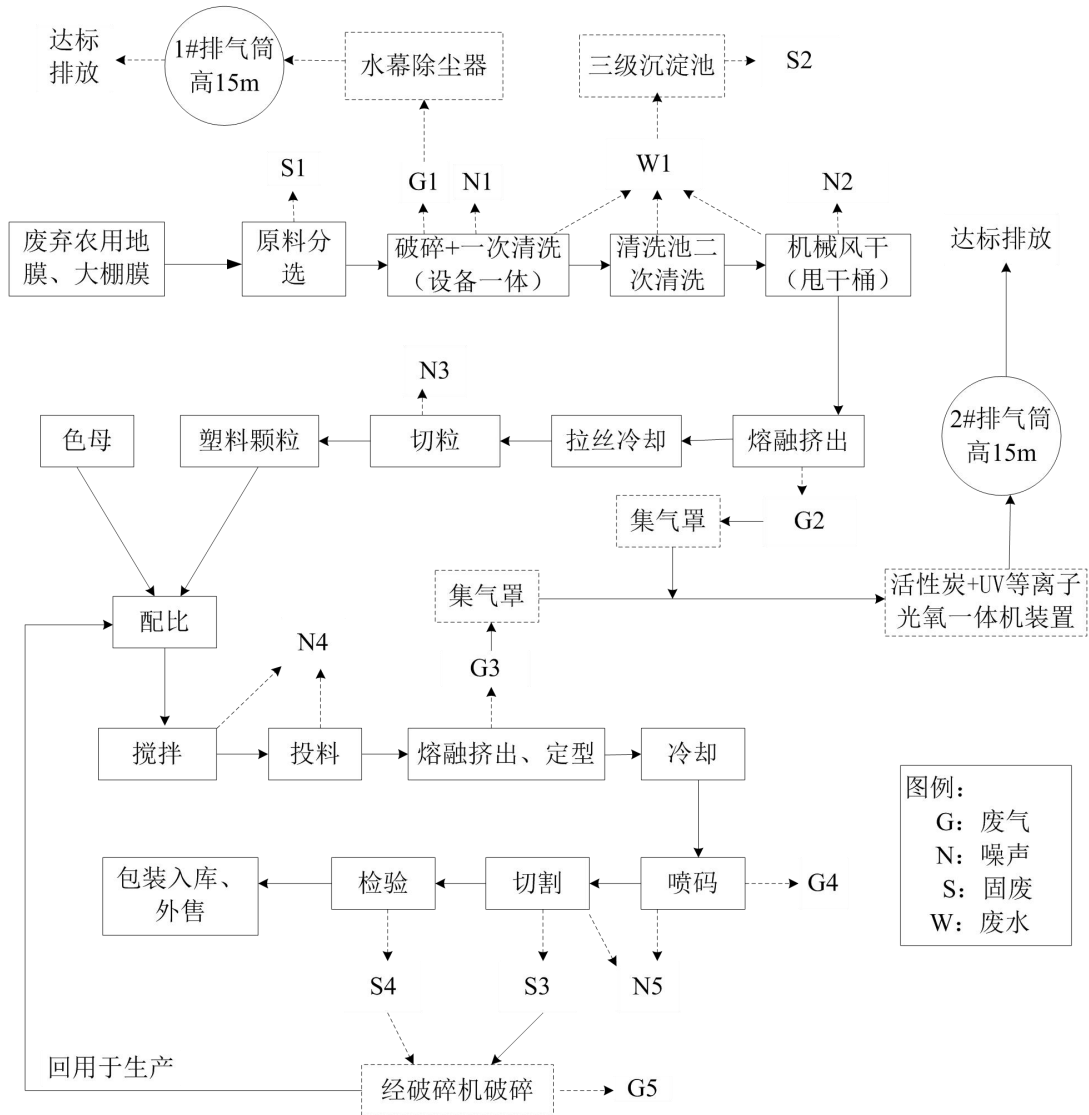 达标
排放
1#排气筒
高15m
水幕除尘器
三级沉淀池
S2
S1
G1
N1
W1
N2
废弃农用地
膜、大棚膜
原料分
选
破碎+一次清洗
（设备一体）
清洗池二
次清洗
机械风干
（甩干桶）
达标排放
N3
色母
塑料颗粒
切粒
拉丝冷却
熔融挤出
2#排气筒
高15m
集气罩
G2
集气罩
活性炭+UV等离子
光氧一体机装置
配比
N4
G3
搅拌
投料
熔融挤出、定型
冷却
图例：
G：废气
N：噪声
S：固废
W：废水
包装入库、
外售
检验
切割
喷码
G4
S4
S3
N5
回用于生产
经破碎机破碎
G5